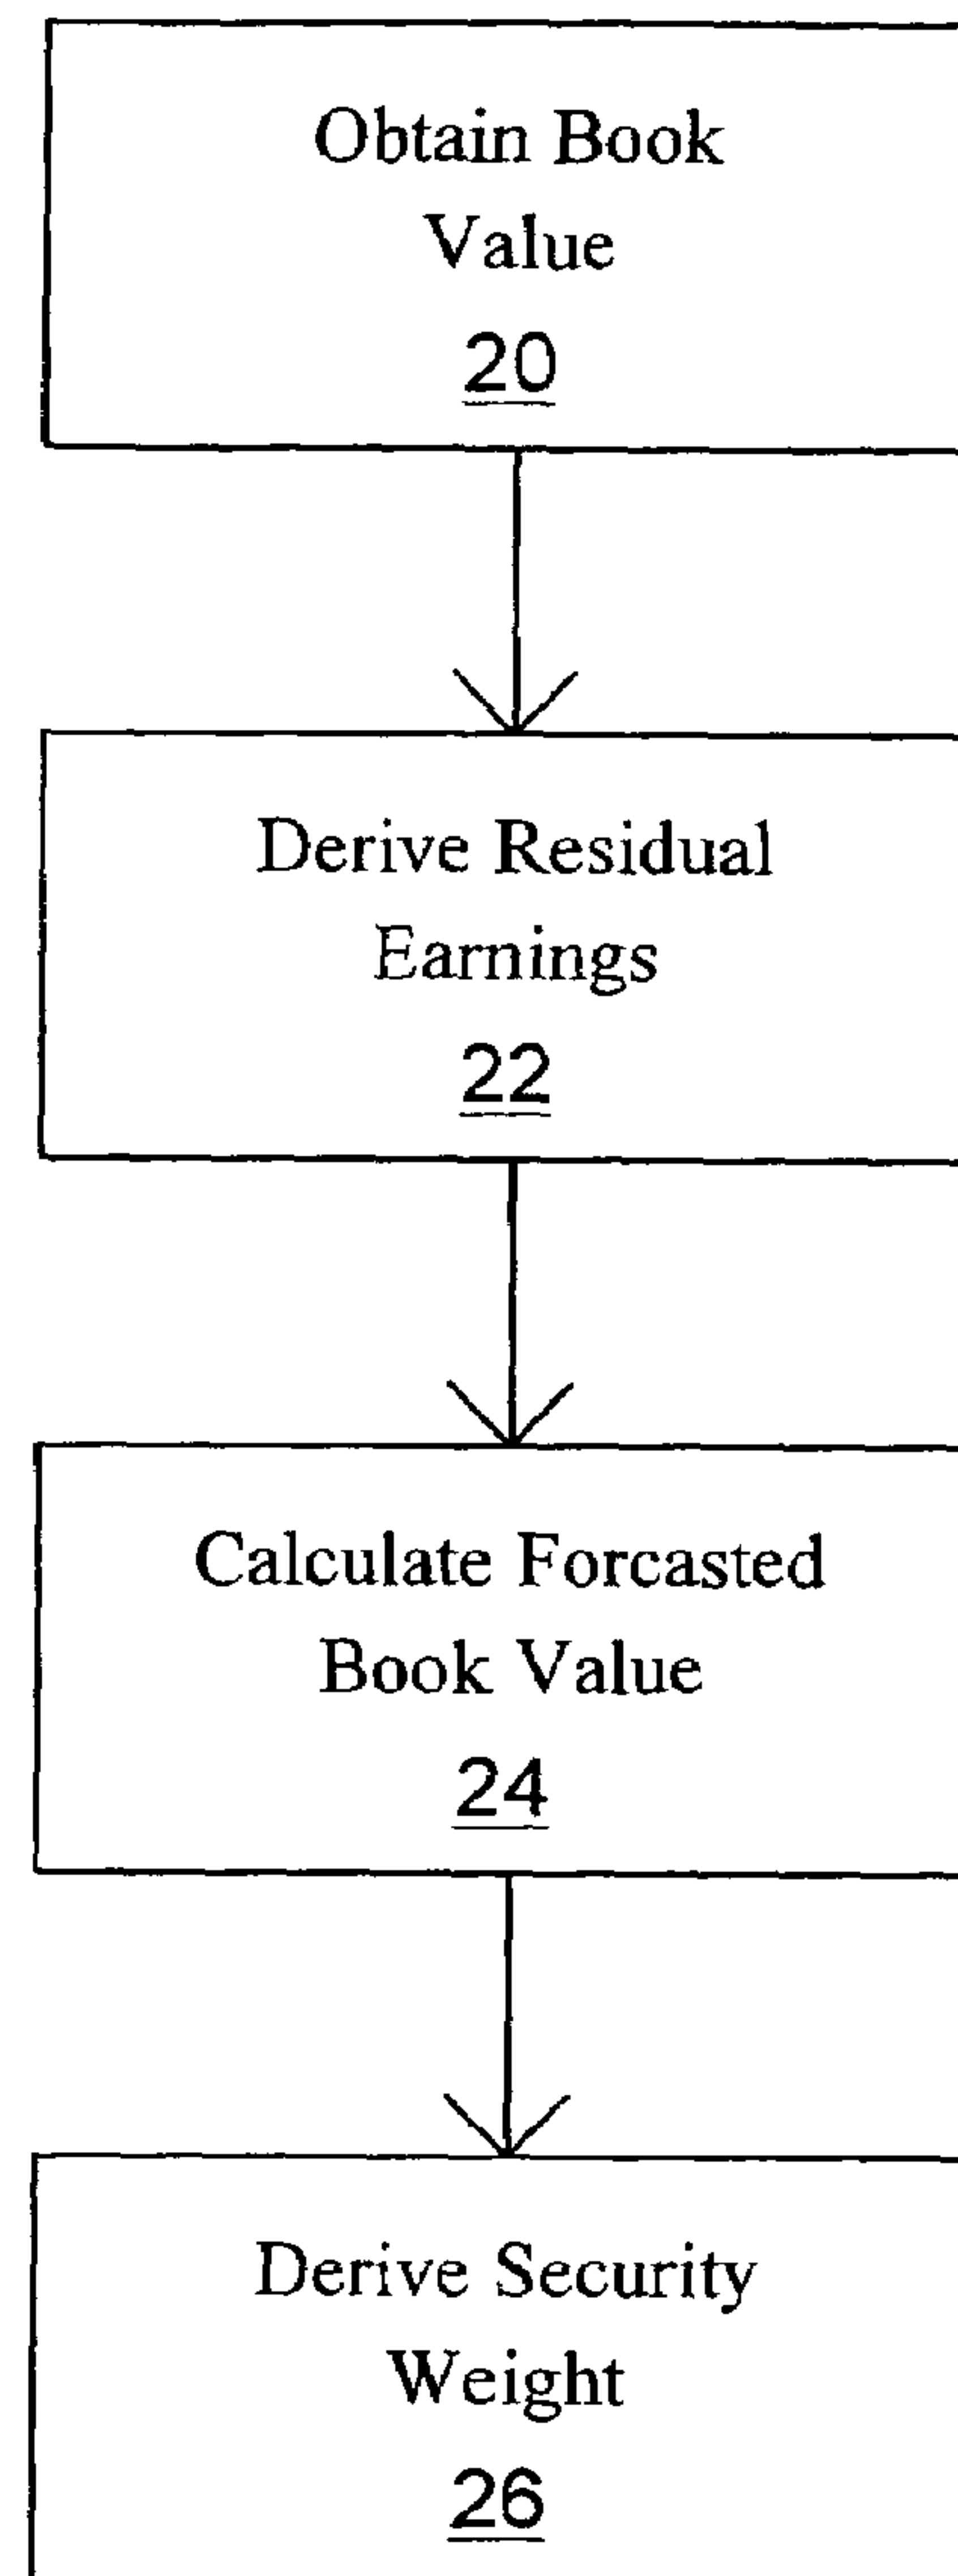 Obtain Book
Value
20
Derive Residual
Earnings
22
Calculate Forcasted
Book Value
24
Derive Security
Weight
26